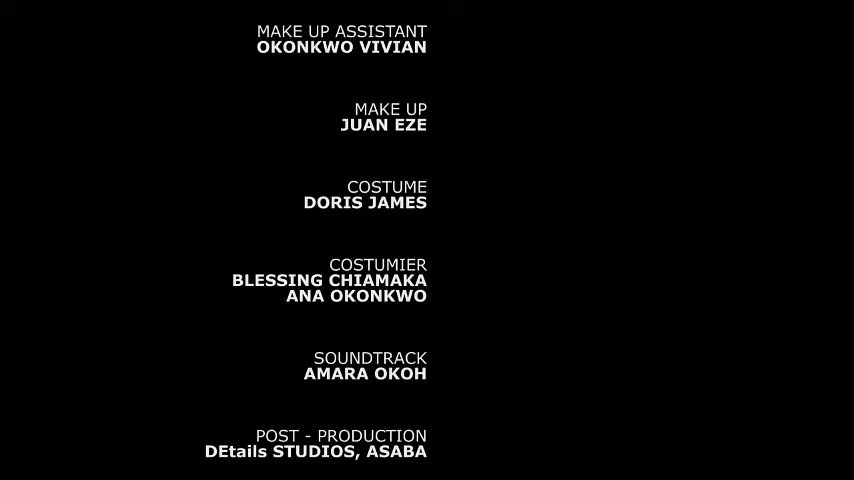 MAKE UP ASSISTANT
OKONKWO VIVIAN
MAKE UP
JUAN EZE
COSTUME
DORIS JAMES
COSTUMIER
BLESSING CHIAMAKA
ANA OKONKWO
SOUNDTRACK
AMARA OKOH
POST - PRODUCTION
DEtails STUDIOS, ASABA